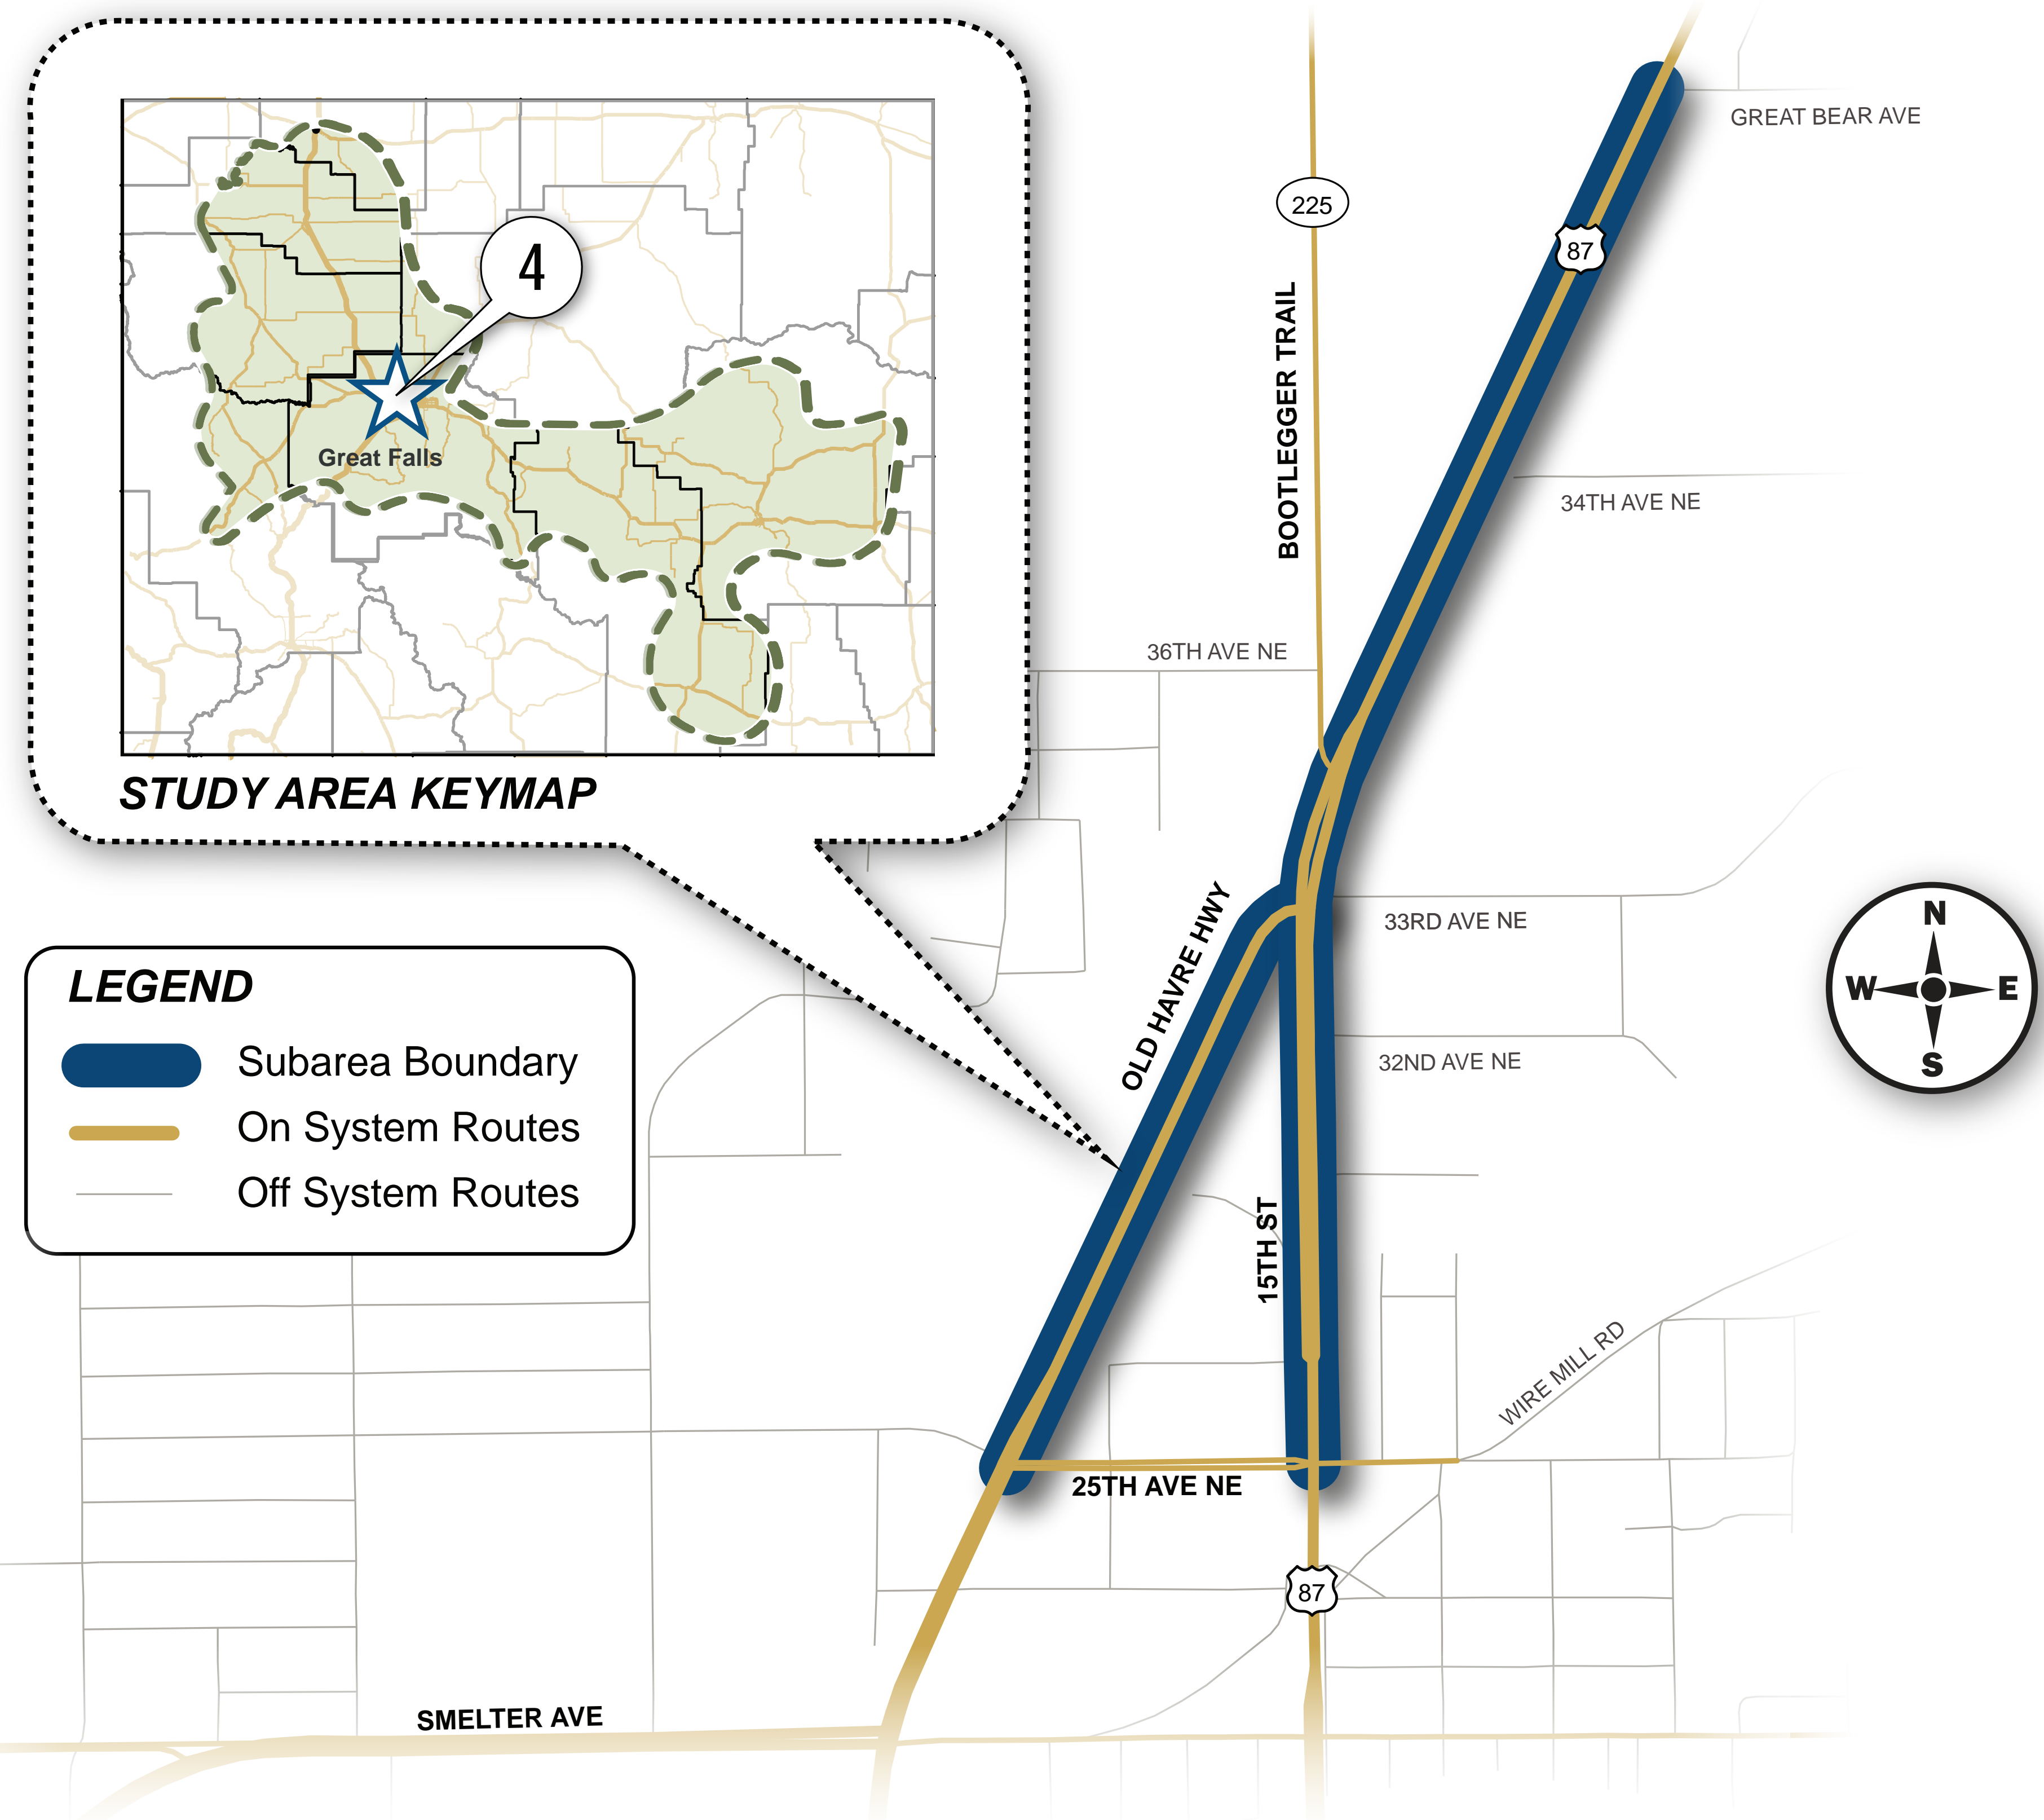 4
Great Falls
STUDY AREA KEYMAP
LEGEND
Subarea Boundary
On System Routes
Off System Routes
GREAT BEAR AVE
225
87
BOOTLEGGER TRAIL
34TH AVE NE
36TH AVE NE
OLD HAVRE HWY
33RD AVE NE
32ND AVE NE
N
W
E
S
15TH ST
WIRE MILL RD
25TH AVE NE
87
SMELTER AVE